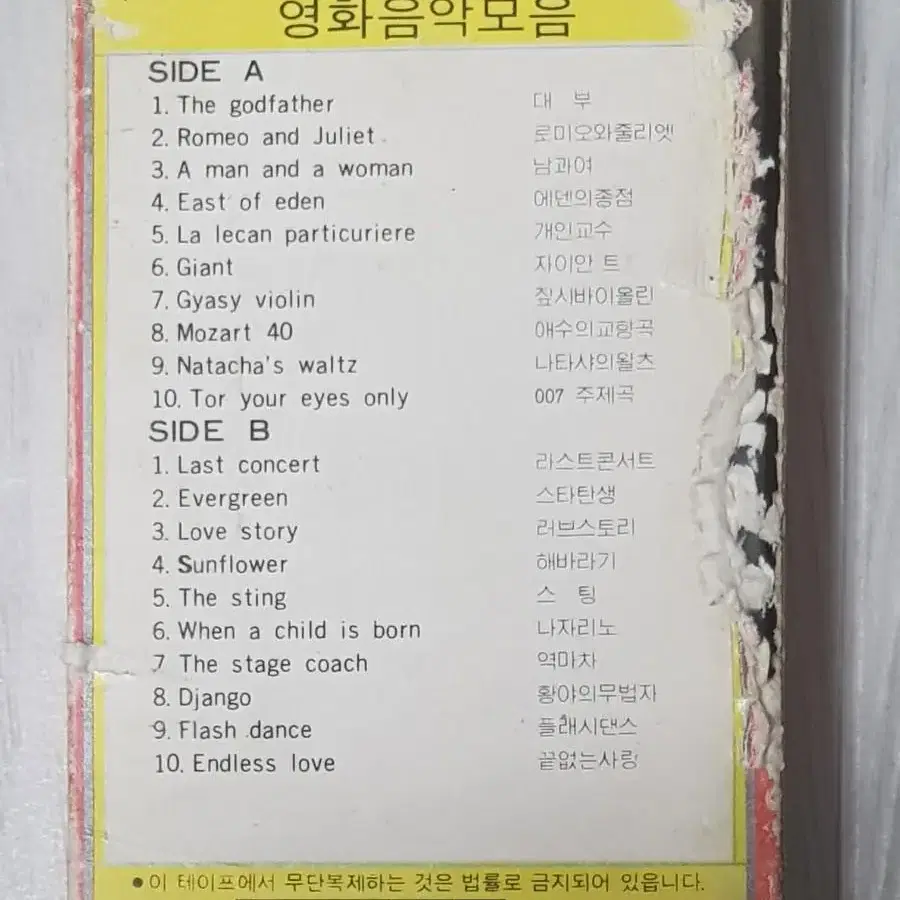 영화음악모음
SIDE A
1. The godfather 대 부
2. Romeo and Juliet 로미오와줄리엣
3. A man and a woman 남과여
4. East of eden 에덴의종점
5. La lecan particuriere 개인교수
6. Giant 자이안 트
7. Gyasy violin 짚시바이올린
8. Mozart 40 애수의교향곡
9. Natacha's waltz 나타샤의월츠
10. Tor your eyes only 007 주제곡
SIDE B
1. Last concert 라스트콘서트
2. Evergreen 스타탄생
3. Love story 러브스토리
4. Sunflower 해바라기
5. The sting 스 팅
6. When a child is born 나자리노
7 The stage coach 역마차
8. Django 황야의무법자
9. Flash dance 플래시댄스
10. Endless love 끝없는사랑
●이 테이프에서 무단복제하는 것은 법률로 금지되어 있읍니다.